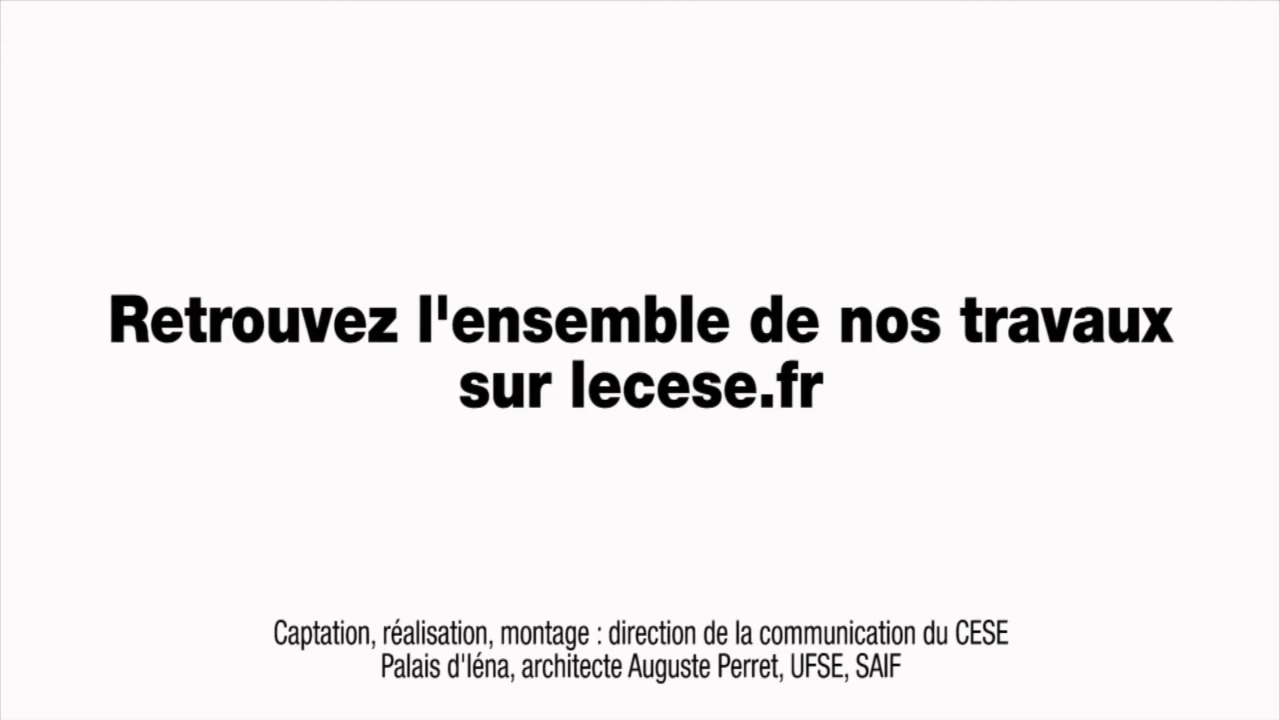 Retrouvez l'ensemble de nos travaux
sur lecese.fr
Captation, réalisation, montage : direction de la communication du CESE
Palais d'Iéna, architecte Auguste Perret, UFSE, SAIF